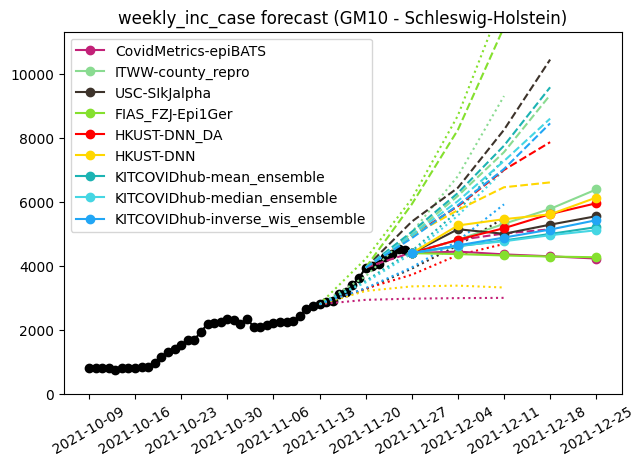 weekly_inc_case forecast (GM10 - Schleswig-Holstein)
CovidMetrics-epiBATS
ITWW-county_repro
USC-SIkJalpha
FIAS_FZJ-Epi1Ger
HKUST-DNN_DA
HKUST-DNN
KITCOVIDhub-mean_ensemble
KITCOVIDhub-median_ensemble
KITCOVIDhub-inverse_wis_ensemble
10000
8000
6000
4000
2000
0
2021-10-09
2021-10-16
2021-10-23
2021-10-30
2021-11-06
2021-11-13
2021-11-20
2021-11-27
2021-12-04
2021-12-11
2021-12-18
2021-12-25